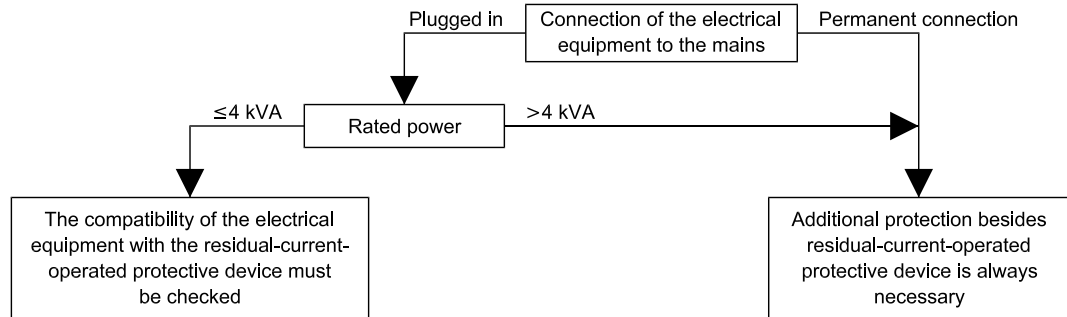 Plugged in
Connection of the electrical
equipment to the mains
Permanent connection
≤4 kVA
Rated power
>4 kVA
The compatibility of the electrical
equipment with the residual-current-
operated protective device must
be checked
Additional protection besides
residual-current-operated
protective device is always
necessary